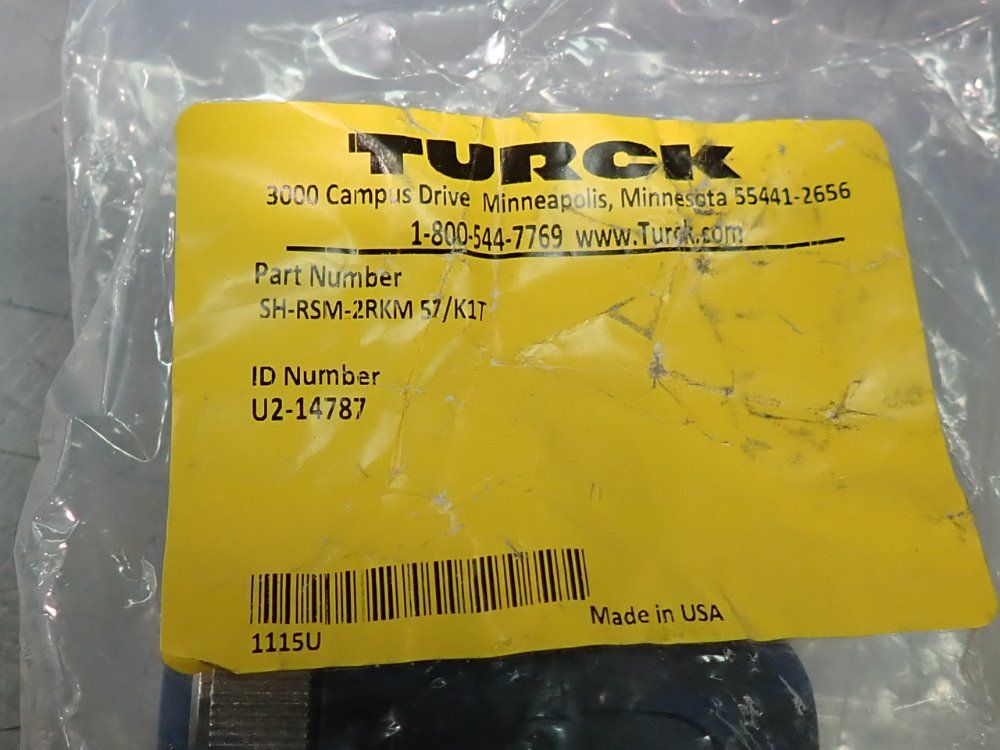 TURCK
3000 Campus Drive Minneapolis, Minnesota 55441-2656
1-800-544-7769 www.Turck.com
Part Number
SH-RSM-2RKM 57/K1T
ID Number
U2-14787
1115U
Made in USA